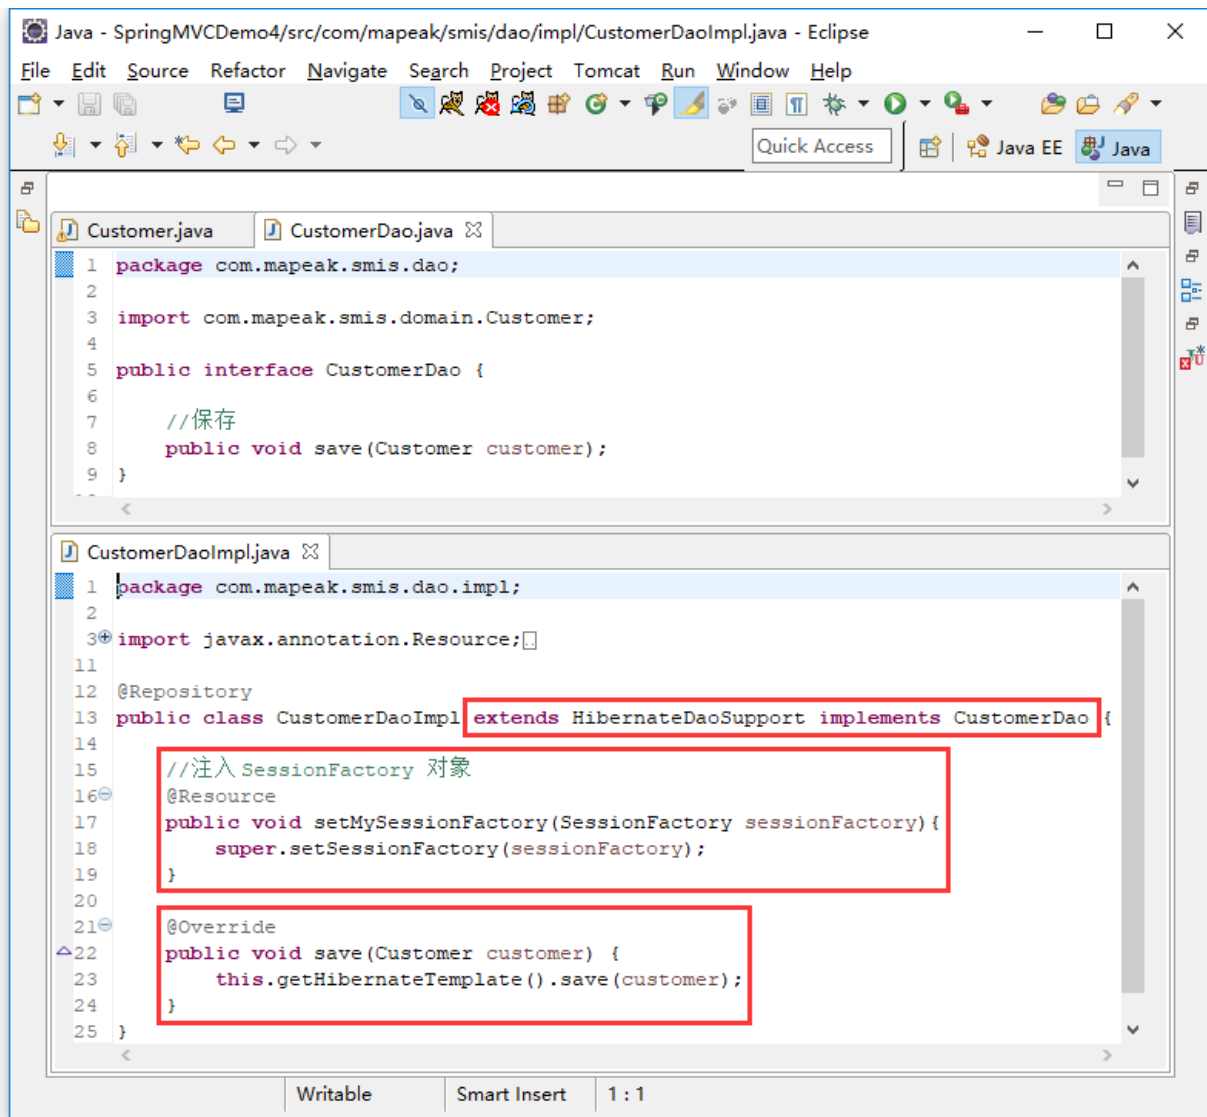 Java - SpringMVCDemo4/src/com/mapeak/smis/dao/impl/CustomerDaoImpl.java - Eclipse
File Edit Source Refactor Navigate Search Project Tomcat Run Window Help
Quick Access Java EE Java
Customer.java CustomerDao.java
1 package com.mapeak.smis.dao;
2
3 import com.mapeak.smis.domain.Customer;
4
5 public interface CustomerDao {
6
7 //保存
8 public void save(Customer customer);
9 }
CustomerDaoImpl.java
1 package com.mapeak.smis.dao.impl;
2
3 import javax.annotation.Resource;
11
12 @Repository
13 public class CustomerDaoImpl extends HibernateDaoSupport implements CustomerDao {
14
15 //注入 SessionFactory 对象
16 @Resource
17 public void setMySessionFactory(SessionFactory sessionFactory){
18 super.setSessionFactory(sessionFactory);
19 }
20
21 @Override
22 public void save(Customer customer) {
23 this.getHibernateTemplate().save(customer);
24 }
25 }
Writable Smart Insert 1 : 1